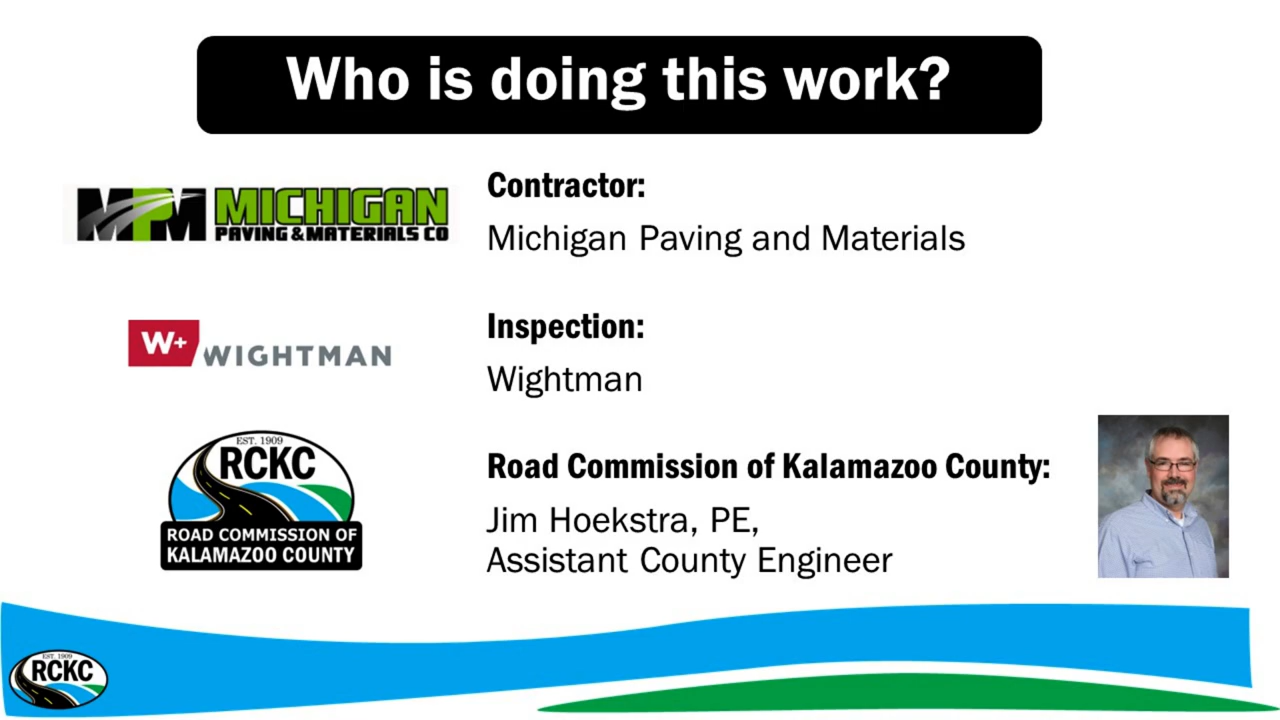 Who is doing this work?
MPM MICHIGAN
PAVING & MATERIALS CO
Contractor:
Michigan Paving and Materials
W+ WIGHTMAN
Inspection:
Wightman
EST. 1909
RCKC
ROAD COMMISSION OF
KALAMAZOO COUNTY
Road Commission of Kalamazoo County:
Jim Hoekstra, PE,
Assistant County Engineer
EST. 1909
RCKC